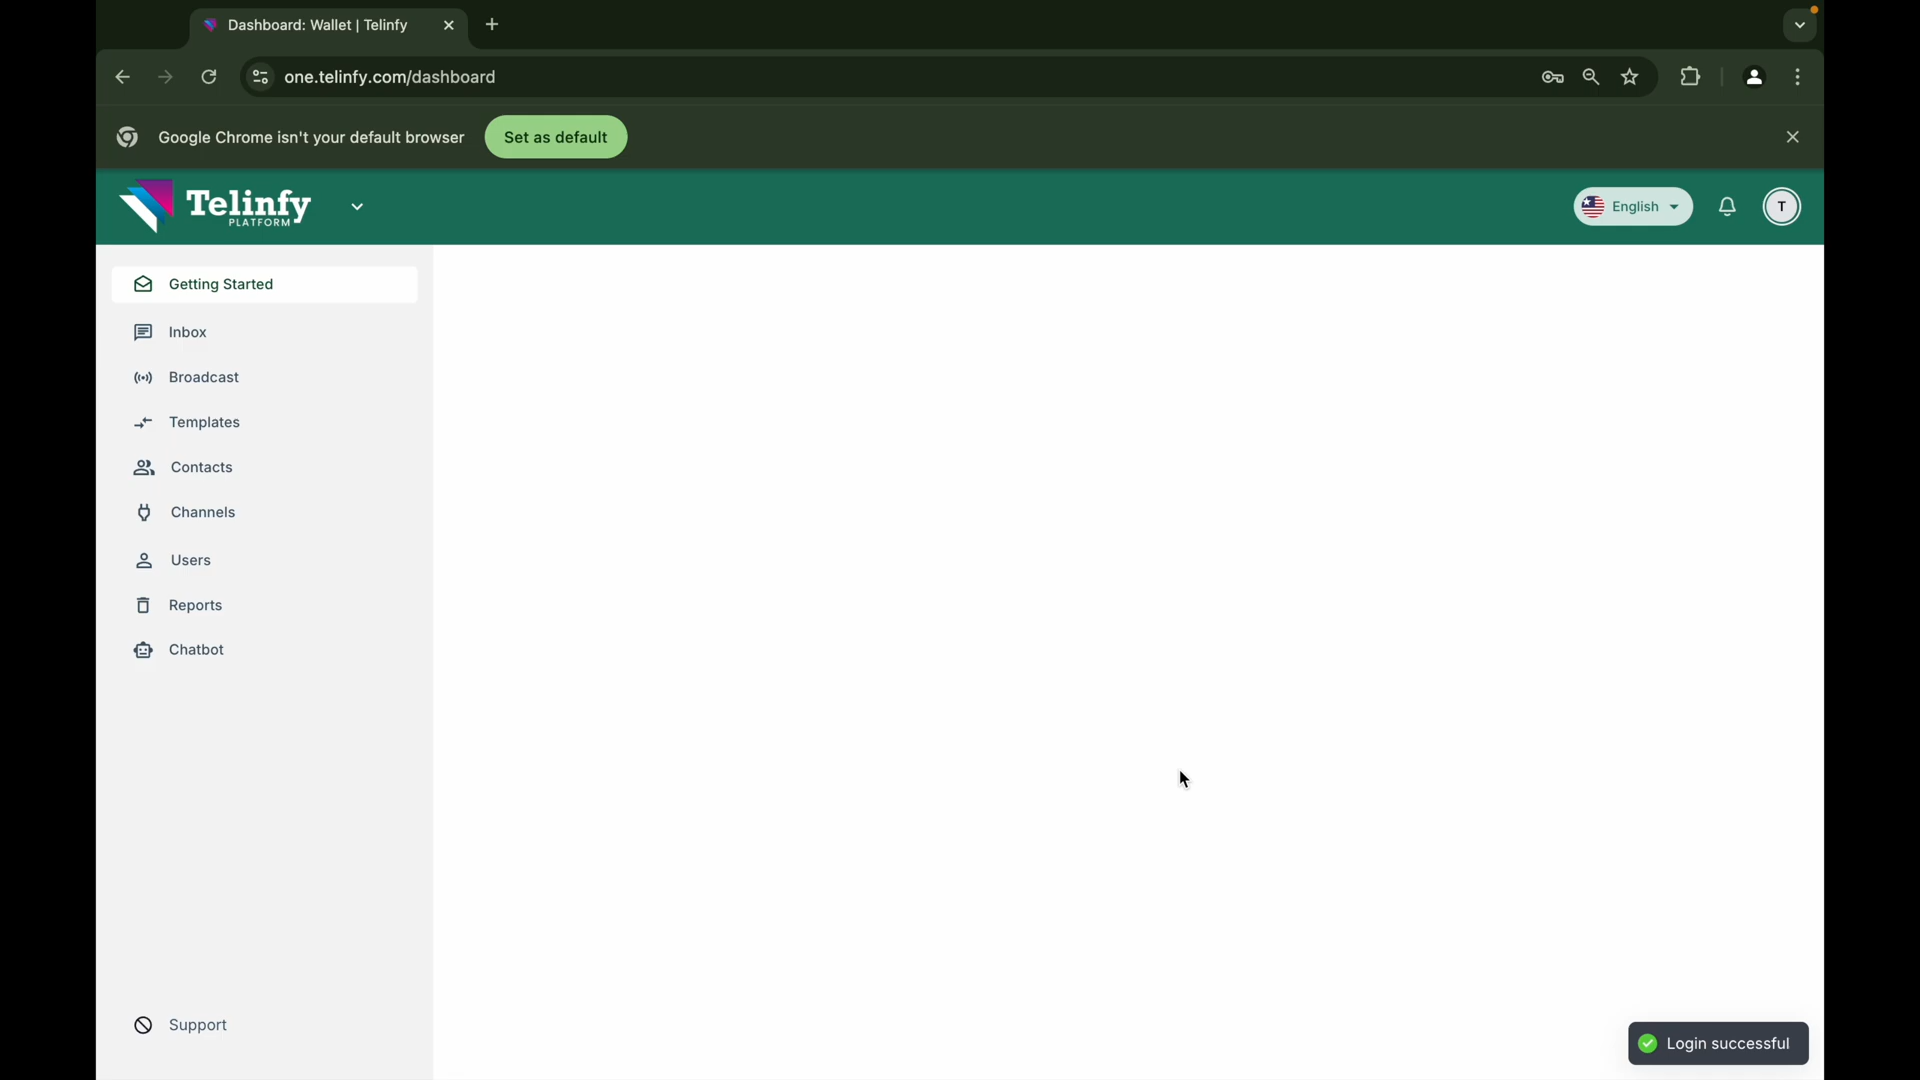 Dashboard: Wallet | Telinfy
one.telinfy.com/dashboard
Google Chrome isn't your default browser
Set as default
Telinfy
PLATFORM
English
T
Getting Started
Inbox
Broadcast
Templates
Contacts
Channels
Users
Reports
Chatbot
Support
Login successful